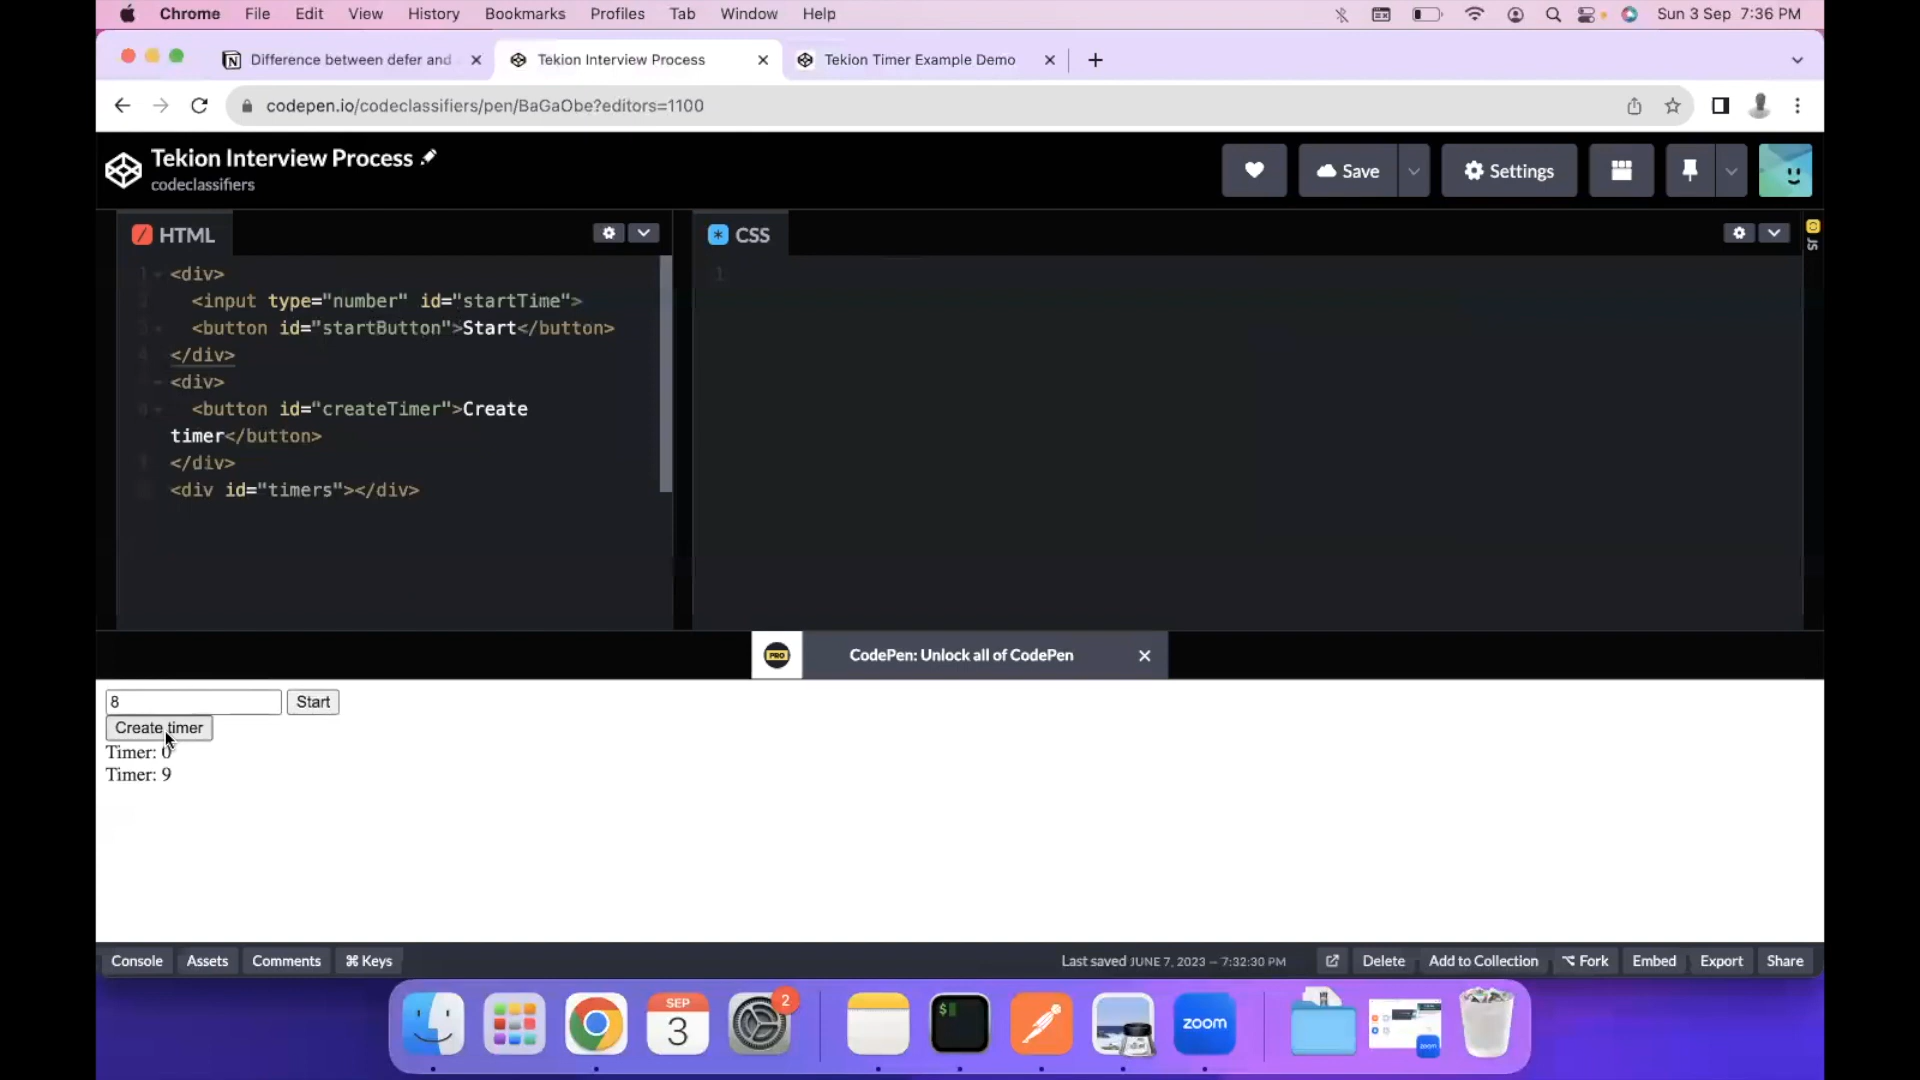 Chrome File Edit View History Bookmarks Profiles Tab Window Help Sun 3 Sep 7:36 PM
Difference between defer and Tekion Interview Process Tekion Timer Example Demo
codepen.io/codeclassifiers/pen/BaGaObe?editors=1100
Tekion Interview Process
codeclassifiers
Save Settings
HTML
<div>
<input type="number" id="startTime">
<button id="startButton">Start</button>
</div>
<div>
<button id="createTimer">Create
timer</button>
</div>
<div id="timers"></div>
CSS
1
JS
PRO CodePen: Unlock all of CodePen
8 Start
Create timer
Timer: 0
Timer: 9
Console Assets Comments ⌘ Keys Last saved JUNE 7, 2023 — 7:32:30 PM Delete Add to Collection Fork Embed Export Share
SEP
3
2
$
zoom
zoom